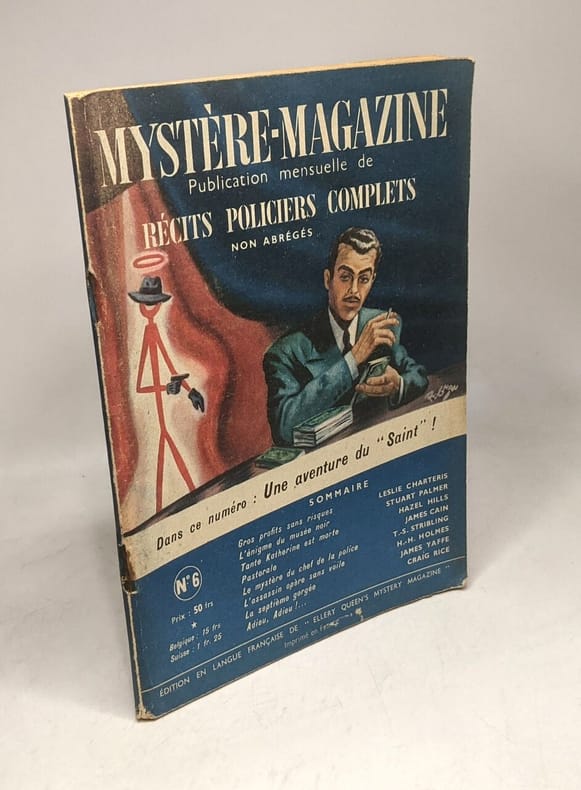 MYSTÈRE-MAGAZINE
Publication mensuelle de
RÉCITS POLICIERS COMPLETS
NON ABRÉGÉS
Dans ce numéro : Une aventure du "Saint" !
SOMMAIRE
Gros profits sans risques LESLIE CHARTERIS
L'énigme du musée noir STUART PALMER
Tante Katherine est morte HAZEL HILLS
Pastorale JAMES CAIN
Le mystère du chef de la police T.-S. STRIBLING
L'assassin opère sans voile H.-H. HOLMES
La septième gorgée JAMES YAFFE
Adieu, Adieu !... CRAIG RICE
N° 6
Prix : 50 frs
Belgique : 15 frs
Suisse : 1 fr. 25
ÉDITION EN LANGUE FRANÇAISE DE "ELLERY QUEEN'S MYSTERY MAGAZINE"
Imprimé en